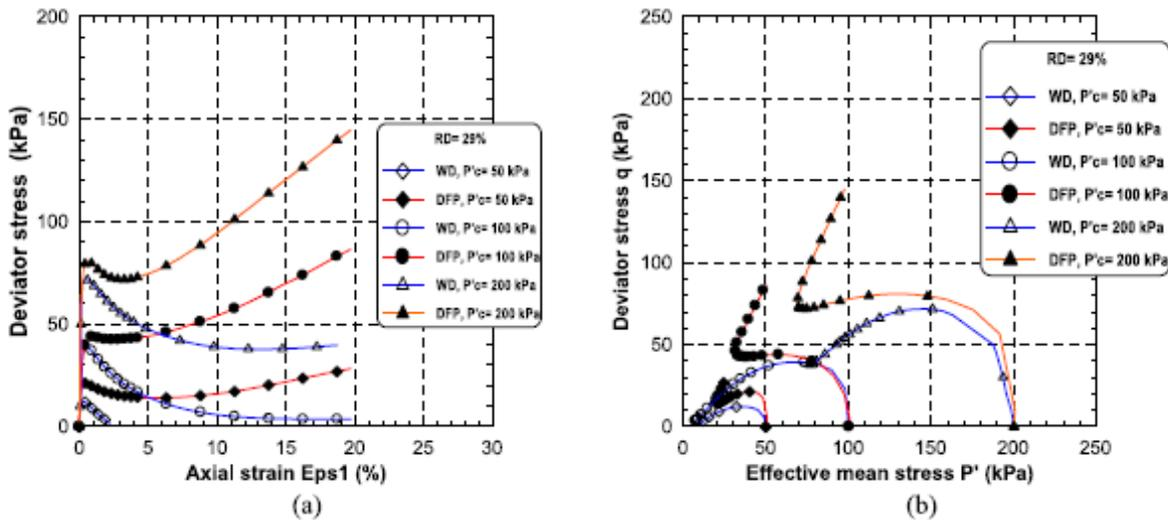 200
150
100
50
0
Deviator stress (kPa)
0 5 10 15 20 25 30
Axial strain Eps1 (%)
RD= 29%
WD, P'c= 50 kPa
DFP, P'c= 50 kPa
WD, P'c= 100 kPa
DFP, P'c= 100 kPa
WD, P'c= 200 kPa
DFP, P'c= 200 kPa
(a)
250
200
150
100
50
0
Deviator stress q (kPa)
0 50 100 150 200 250
Effective mean stress P' (kPa)
RD= 29%
WD, P'c= 50 kPa
DFP, P'c= 50 kPa
WD, P'c= 100 kPa
DFP, P'c= 100 kPa
WD, P'c= 200 kPa
DFP, P'c= 200 kPa
(b)